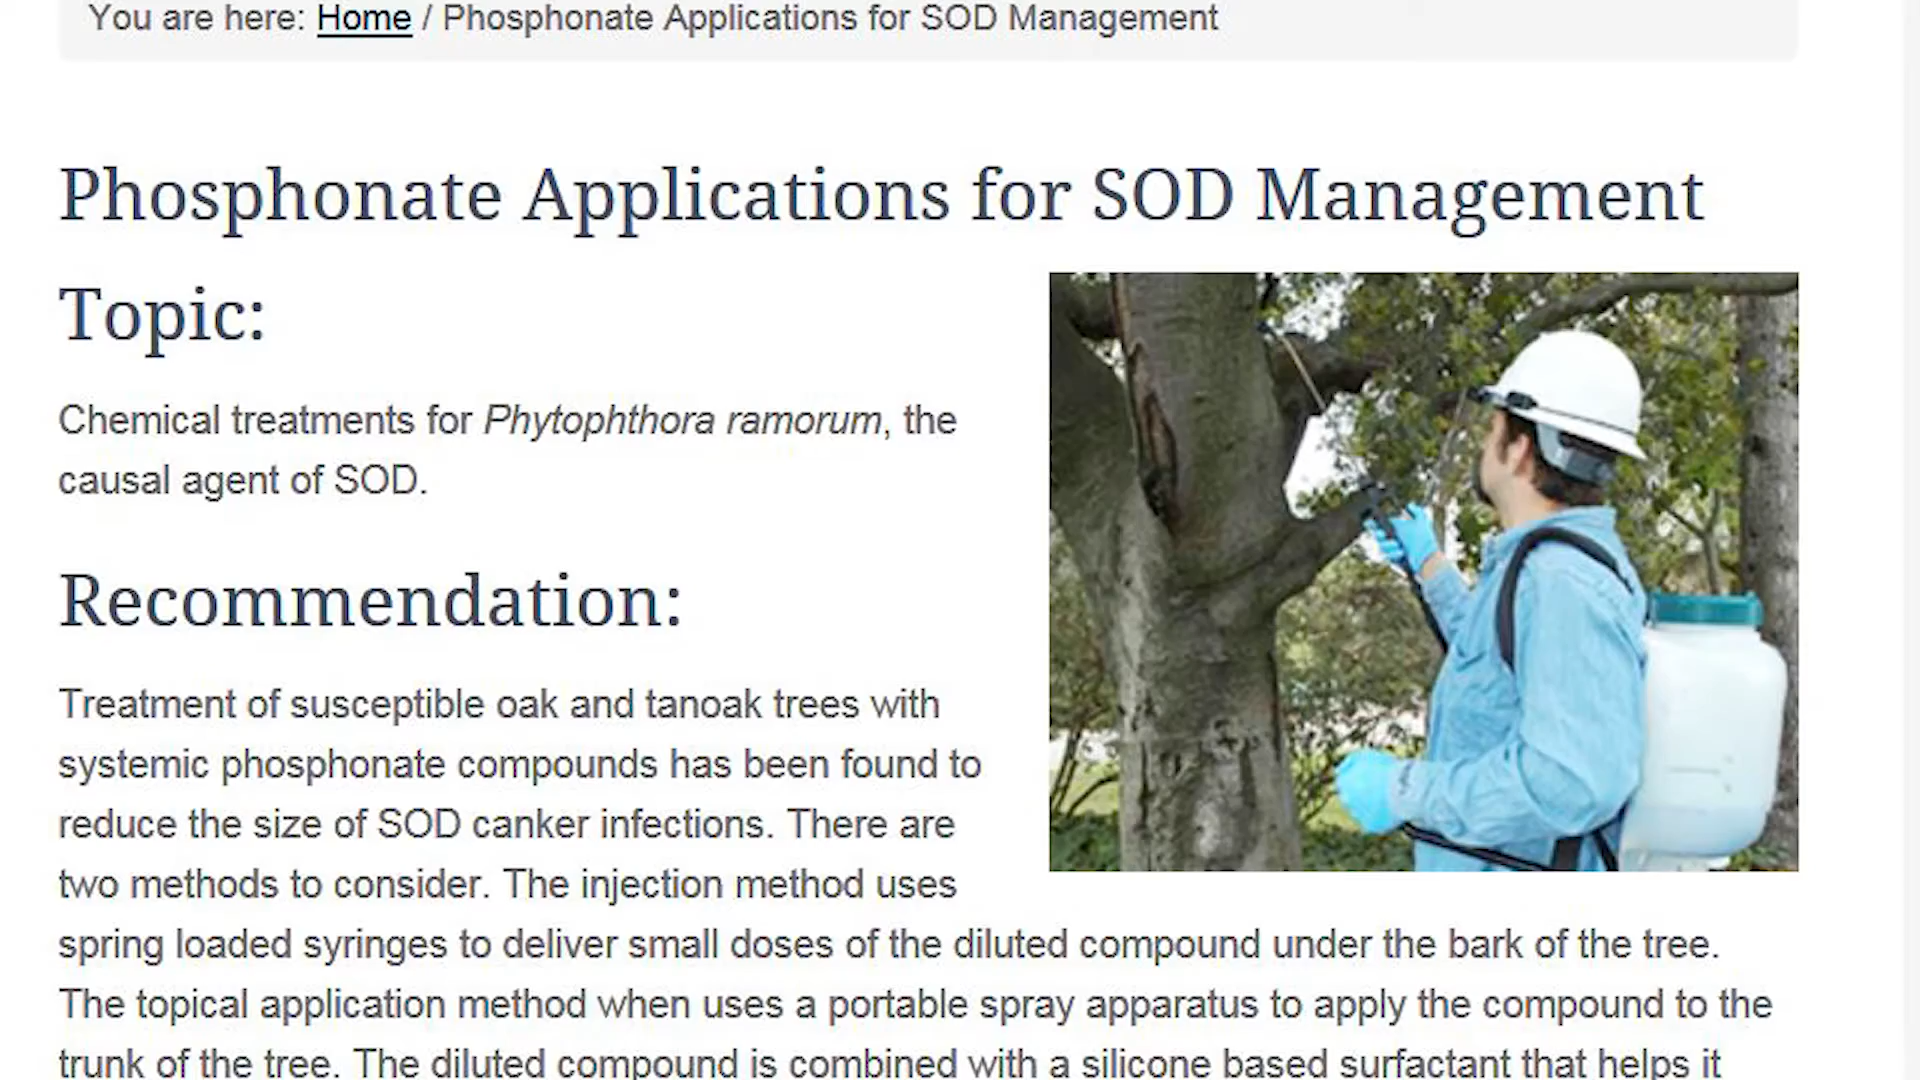 You are here: Home / Phosphonate Applications for SOD Management
Phosphonate Applications for SOD Management
Topic:
Chemical treatments for Phytophthora ramorum, the
causal agent of SOD.
Recommendation:
Treatment of susceptible oak and tanoak trees with
systemic phosphonate compounds has been found to
reduce the size of SOD canker infections. There are
two methods to consider. The injection method uses
spring loaded syringes to deliver small doses of the diluted compound under the bark of the tree.
The topical application method when uses a portable spray apparatus to apply the compound to the
trunk of the tree. The diluted compound is combined with a silicone based surfactant that helps it